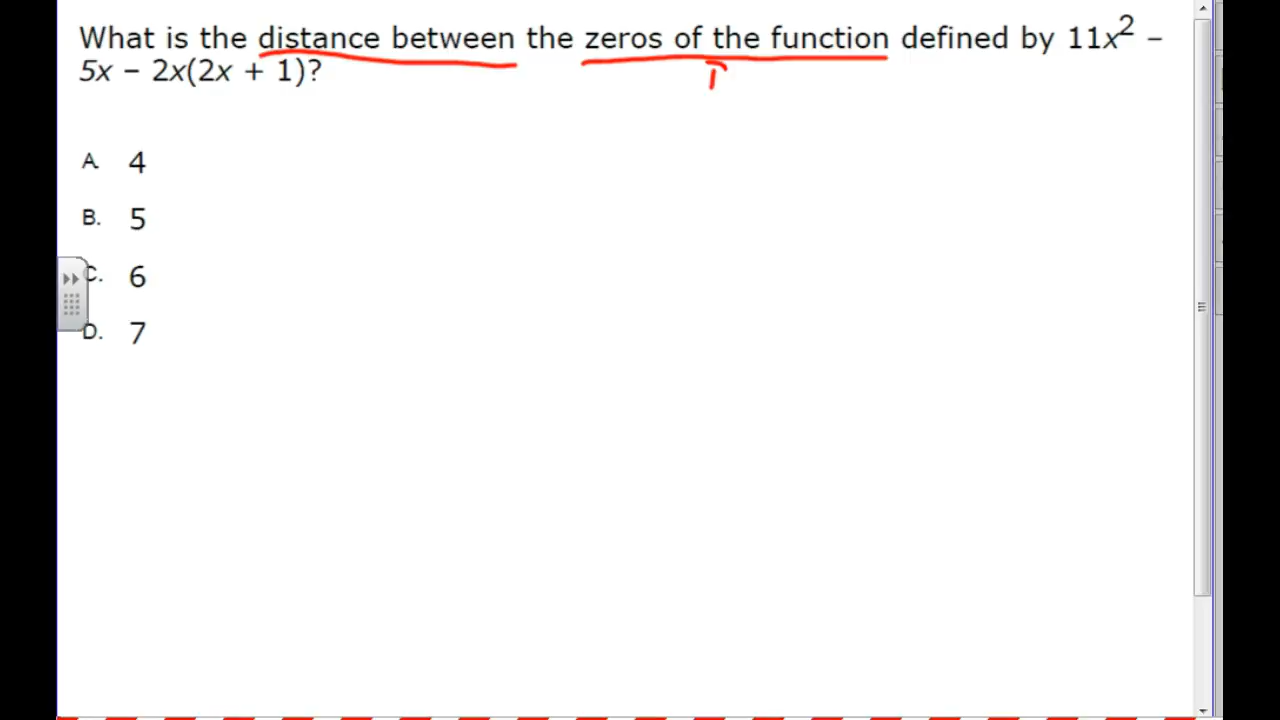 What is the distance between the zeros of the function defined by 11x² –
5x – 2x(2x + 1)?
A. 4
B. 5
C. 6
D. 7